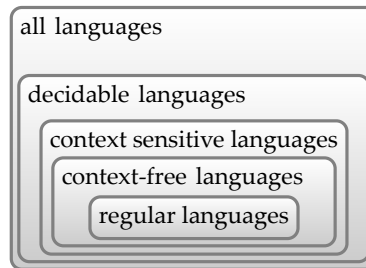 all languages
decidable languages
context sensitive languages
context-free languages
regular languages